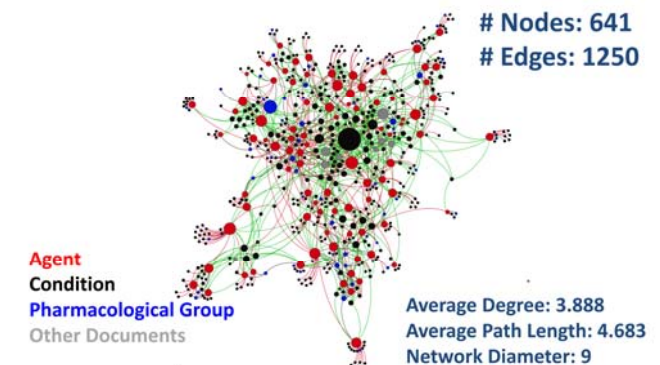 # Nodes: 641
# Edges: 1250
Agent
Condition
Pharmacological Group
Other Documents
Average Degree: 3.888
Average Path Length: 4.683
Network Diameter: 9